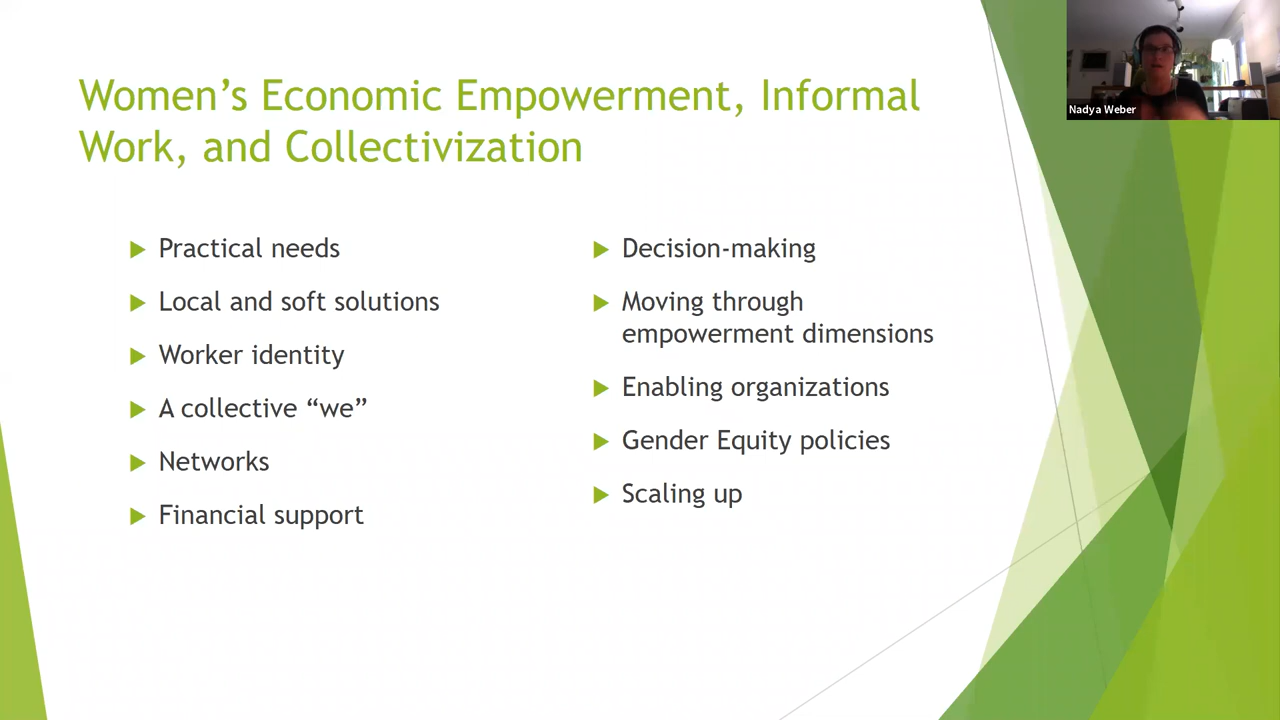 Women’s Economic Empowerment, Informal
Work, and Collectivization
Practical needs
Local and soft solutions
Worker identity
A collective “we”
Networks
Financial support
Decision-making
Moving through
empowerment dimensions
Enabling organizations
Gender Equity policies
Scaling up
Nadya Weber